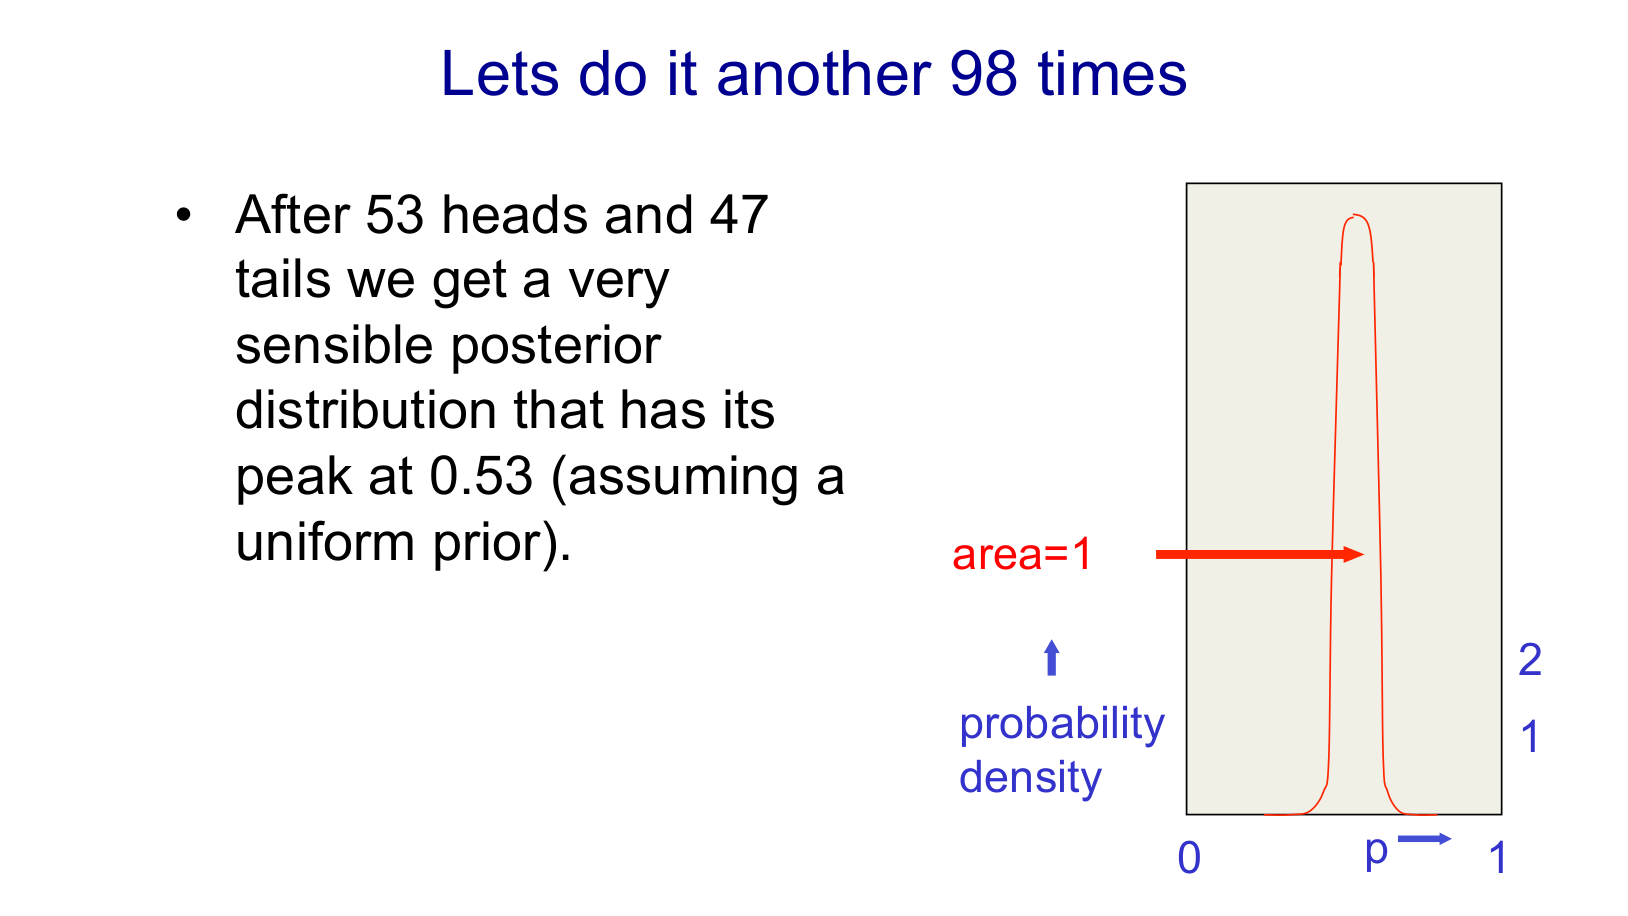 Lets do it another 98 times
• After 53 heads and 47
tails we get a very
sensible posterior
distribution that has its
peak at 0.53 (assuming a
uniform prior).
area=1
probability
density
2
1
0
p
1